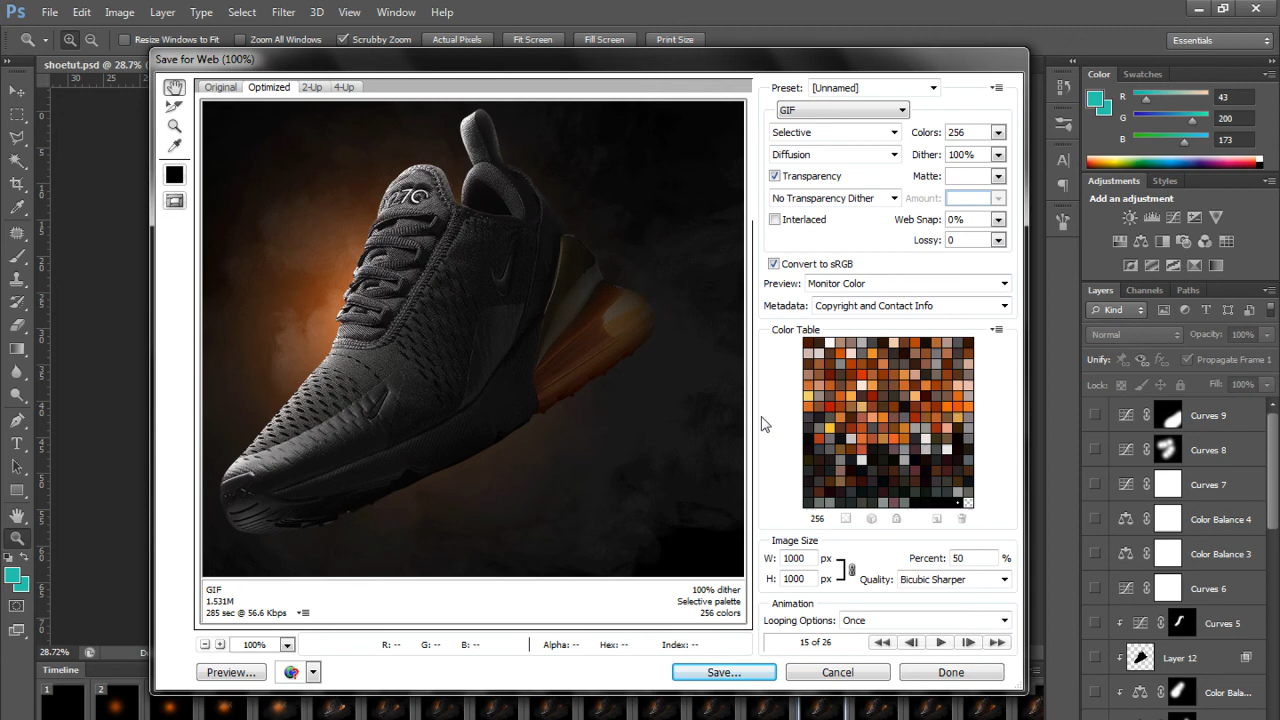 Ps File Edit Image Layer Type Select Filter 3D View Window Help
Resize Windows to Fit Zoom All Windows Scrubby Zoom Actual Pixels Fit Screen Fill Screen Print Size Essentials
shoetut.psd @ 28.7%
Save for Web (100%)
Original Optimized 2-Up 4-Up
Preset: [Unnamed]
GIF
Selective Colors: 256
Diffusion Dither: 100%
Transparency Matte:
No Transparency Dither Amount:
Interlaced Web Snap: 0%
Lossy: 0
Convert to sRGB
Preview: Monitor Color
Metadata: Copyright and Contact Info
Color Table
256
Image Size
W: 1000 px Percent: 50 %
H: 1000 px Quality: Bicubic Sharper
Animation
Looping Options: Once
15 of 26
GIF 100% dither
1.531M Selective palette
285 sec @ 56.6 Kbps 256 colors
100% R: -- G: -- B: -- Alpha: -- Hex: -- Index: --
Preview... Save... Cancel Done
Color Swatches
R 43
G 200
B 173
Adjustments Styles
Add an adjustment
Layers Channels Paths
Kind
Normal Opacity: 100%
Unify: Propagate Frame 1
Lock: Fill: 100%
Curves 9
Curves 8
Curves 7
Color Balance 4
Color Balance 3
Curves 6
Curves 5
Layer 12
Color Bala...
28.72%
Timeline
1 2